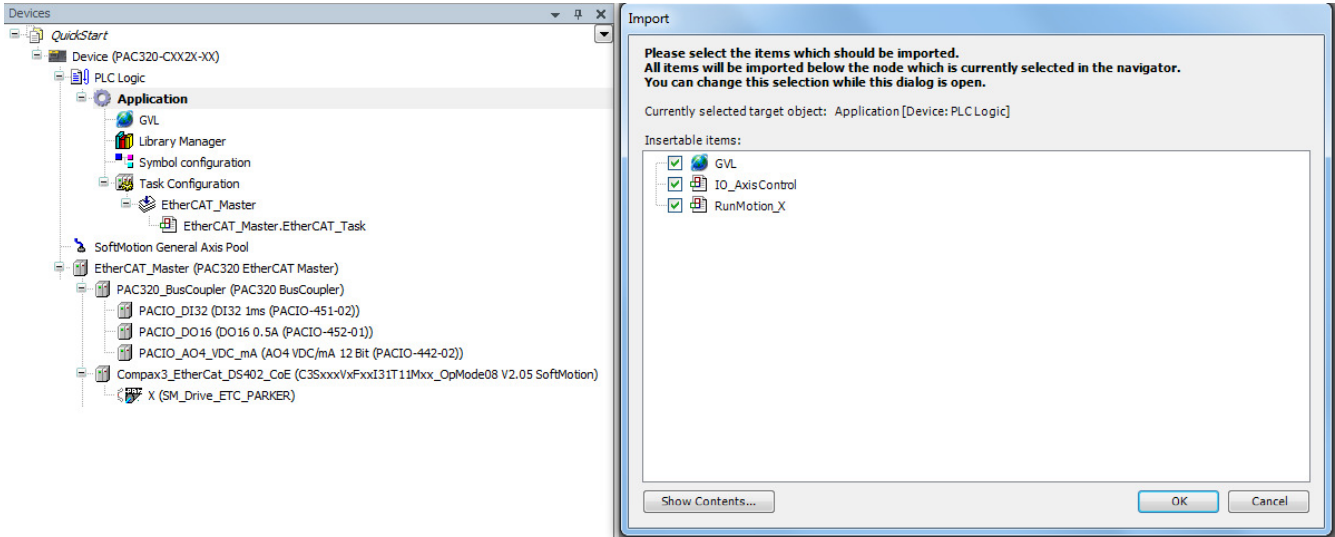 Devices
QuickStart
Device (PAC320-CXX2X-XX)
PLC Logic
Application
GVL
Library Manager
Symbol configuration
Task Configuration
EtherCAT_Master
EtherCAT_Master.EtherCAT_Task
SoftMotion General Axis Pool
EtherCAT_Master (PAC320 EtherCAT Master)
PAC320_BusCoupler (PAC320 BusCoupler)
PACIO_DI32 (DI32 1ms (PACIO-451-02))
PACIO_DO16 (DO16 0.5A (PACIO-452-01))
PACIO_AO4_VDC_mA (AO4 VDC/mA 12 Bit (PACIO-442-02))
Compax3_EtherCat_DS402_CoE (C3SxxxVxFxxI31T11Mxx_OpMode08 V2.05 SoftMotion)
X (SM_Drive_ETC_PARKER)
Import
Please select the items which should be imported.
All items will be imported below the node which is currently selected in the navigator.
You can change this selection while this dialog is open.
Currently selected target object: Application [Device: PLC Logic]
Insertable items:
GVL
IO_AxisControl
RunMotion_X
Show Contents...
OK
Cancel